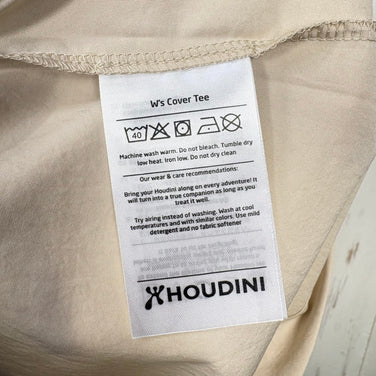 W's Cover Tee
40
Machine wash warm. Do not bleach. Tumble dry
low heat. Iron low. Do not dry clean
Our wear & care recommendations:
Bring your Houdini along on every adventure! It
will turn into a true companion as long as you
treat it well.
Try airing instead of washing. Wash at cool
temperatures and with similar colors. Use mild
detergent and no fabric softener
HOUDINI